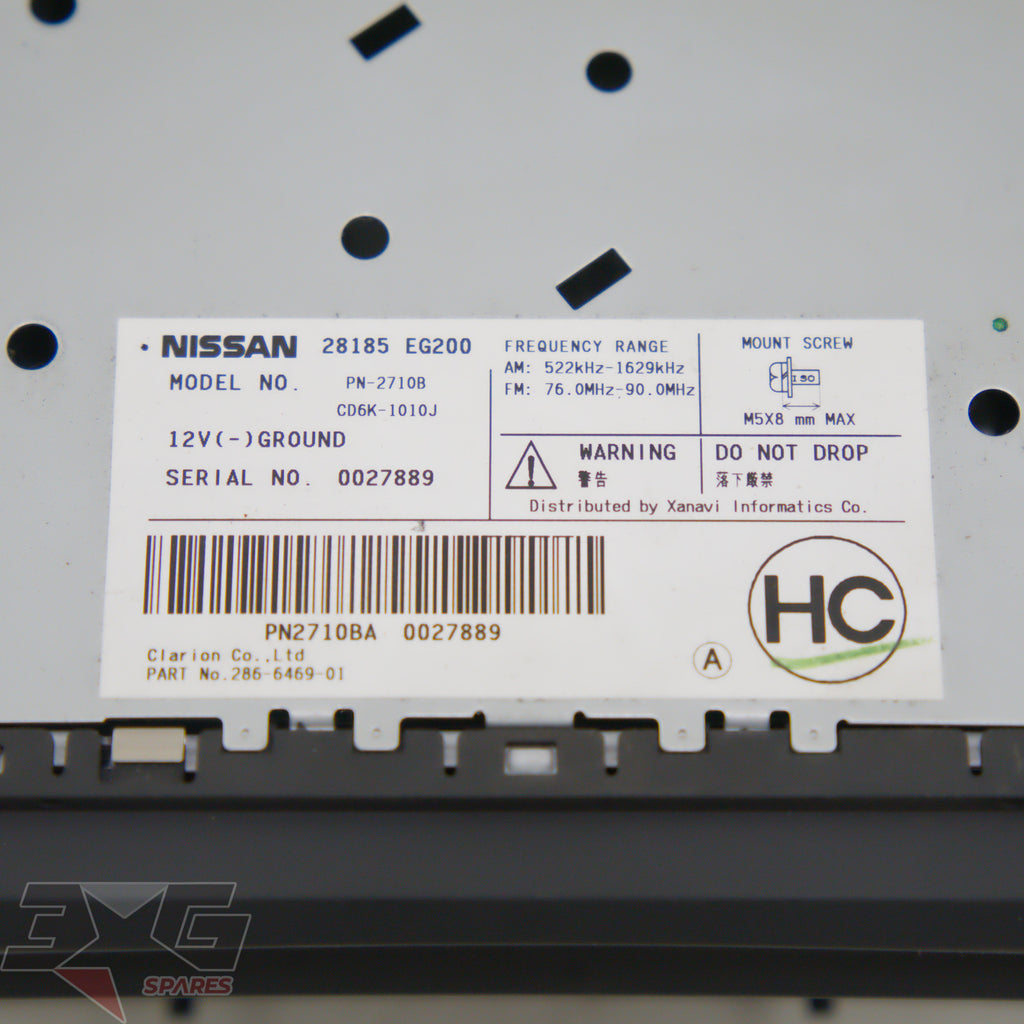 NISSAN 28185 EG200
MODEL NO. PN-2710B
CD6K-1010J
12V(-)GROUND
SERIAL NO. 0027889
FREQUENCY RANGE
AM: 522kHz-1629kHz
FM: 76.0MHz-90.0MHz
MOUNT SCREW
ISO
M5X8 mm MAX
WARNING
警告
DO NOT DROP
落下厳禁
Distributed by Xanavi Informatics Co.
PN2710BA 0027889
Clarion Co.,Ltd
PART No.286-6469-01
A
HC
3XG
SPARES